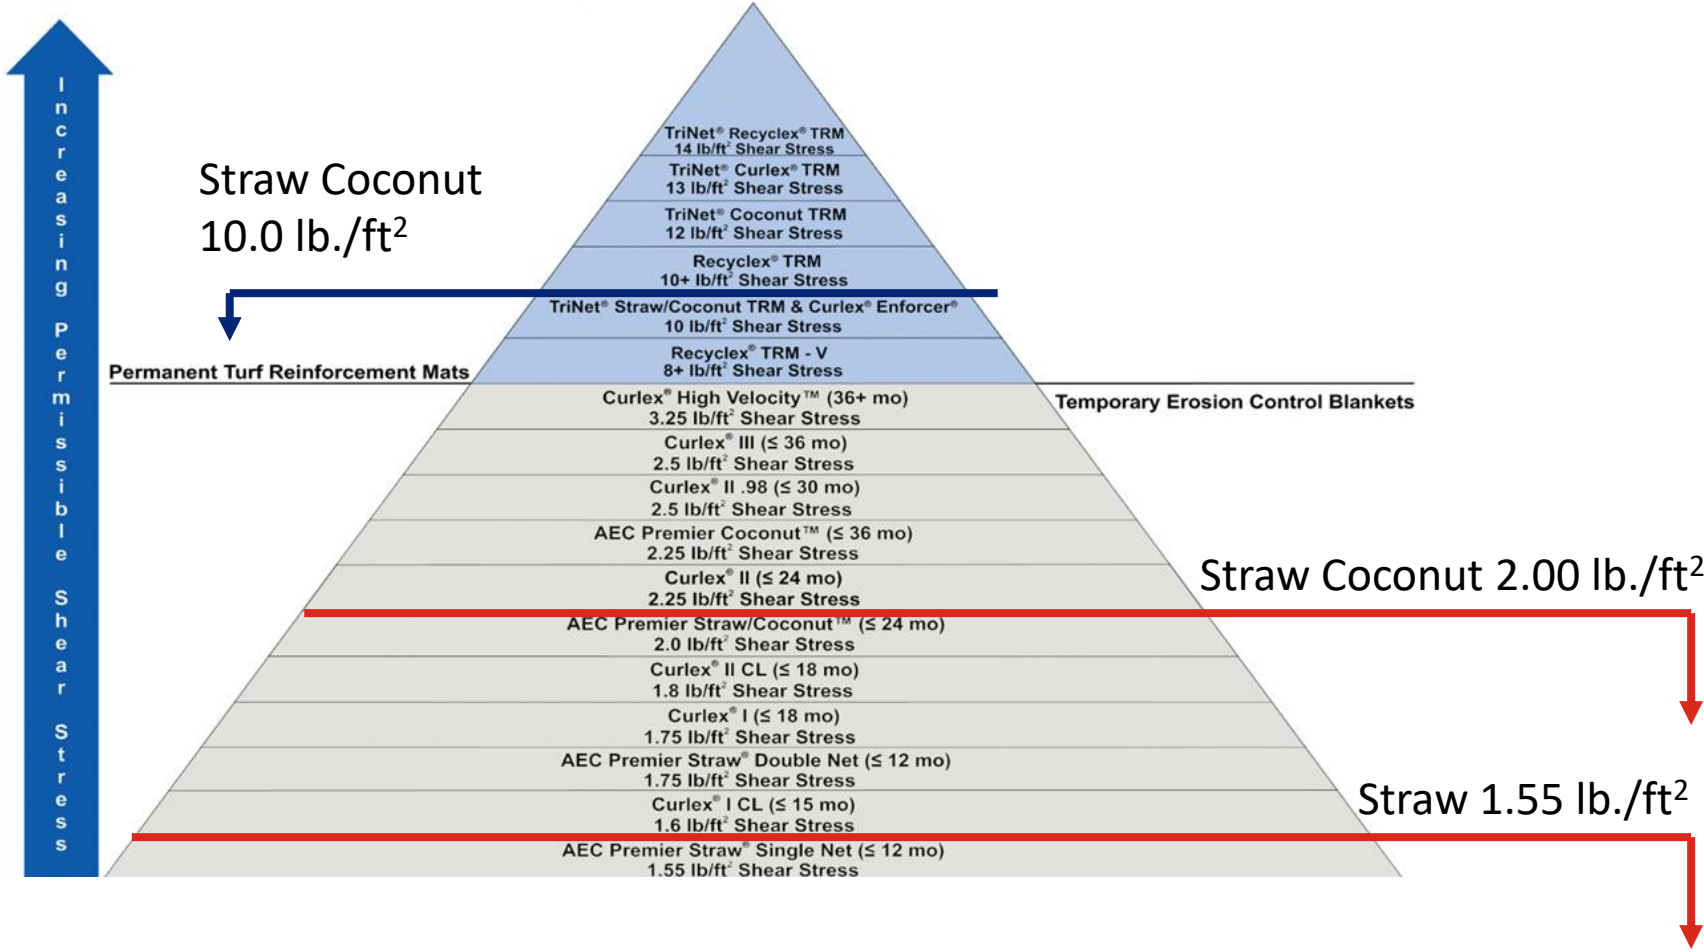 Increasing Permissible Shear Stress
TriNet® Recyclex® TRM
14 lb/ft² Shear Stress
TriNet® Curlex® TRM
13 lb/ft² Shear Stress
TriNet® Coconut TRM
12 lb/ft² Shear Stress
Recyclex® TRM
10+ lb/ft² Shear Stress
Straw Coconut
10.0 lb./ft²
TriNet® Straw/Coconut TRM & Curlex® Enforcer®
10 lb/ft² Shear Stress
Recyclex® TRM - V
8+ lb/ft² Shear Stress
Permanent Turf Reinforcement Mats
Temporary Erosion Control Blankets
Curlex® High Velocity™ (36+ mo)
3.25 lb/ft² Shear Stress
Curlex® III (≤ 36 mo)
2.5 lb/ft² Shear Stress
Curlex® II .98 (≤ 30 mo)
2.5 lb/ft² Shear Stress
AEC Premier Coconut™ (≤ 36 mo)
2.25 lb/ft² Shear Stress
Curlex® II (≤ 24 mo)
2.25 lb/ft² Shear Stress
Straw Coconut 2.00 lb./ft²
AEC Premier Straw/Coconut™ (≤ 24 mo)
2.0 lb/ft² Shear Stress
Curlex® II CL (≤ 18 mo)
1.8 lb/ft² Shear Stress
Curlex® I (≤ 18 mo)
1.75 lb/ft² Shear Stress
AEC Premier Straw® Double Net (≤ 12 mo)
1.75 lb/ft² Shear Stress
Curlex® I CL (≤ 15 mo)
1.6 lb/ft² Shear Stress
Straw 1.55 lb./ft²
AEC Premier Straw® Single Net (≤ 12 mo)
1.55 lb/ft² Shear Stress